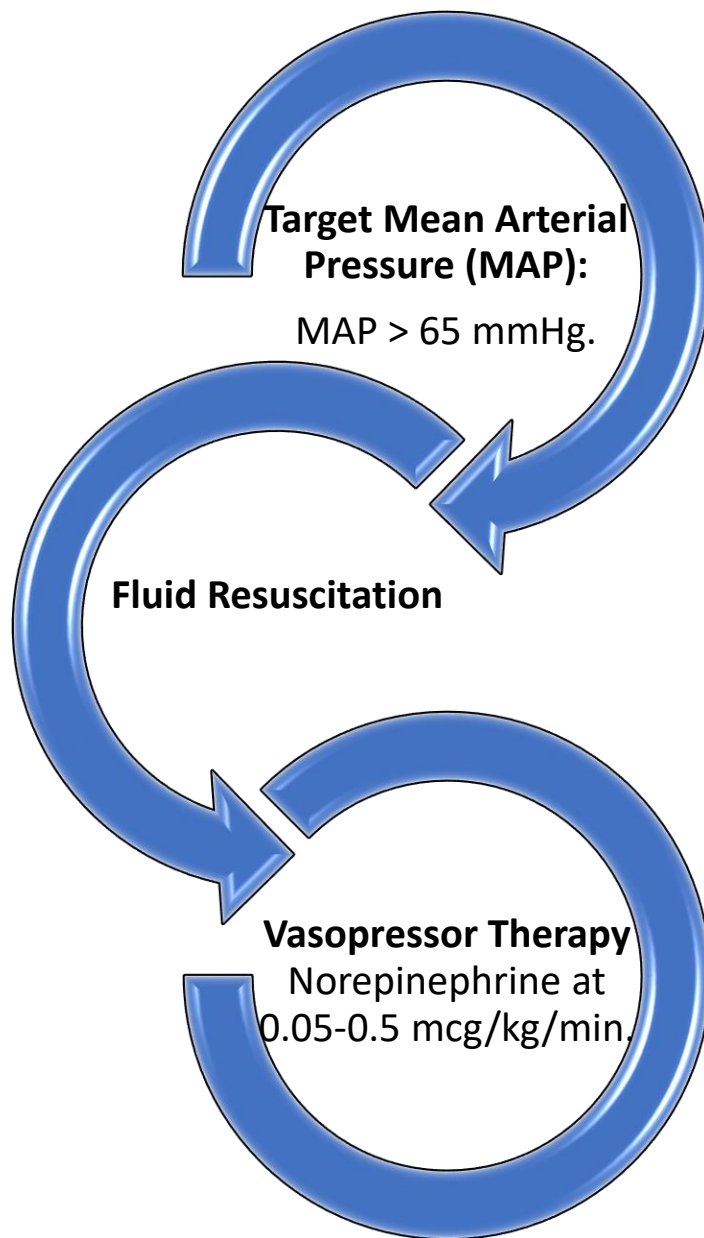 Target Mean Arterial
Pressure (MAP):
MAP > 65 mmHg.
Fluid Resuscitation
Vasopressor Therapy
Norepinephrine at
0.05-0.5 mcg/kg/min.